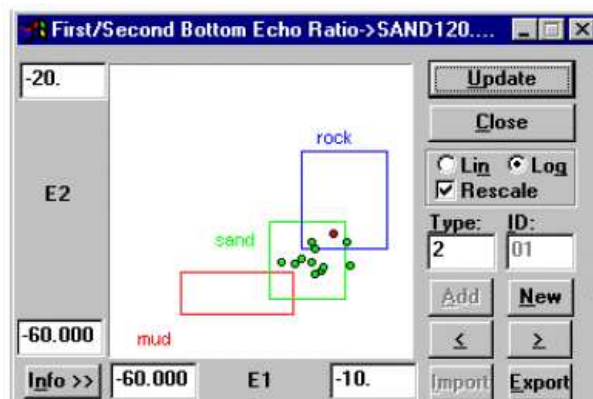 First/Second Bottom Echo Ratio->SAND120....
-20.
E2
-60.000
rock
sand
mud
Info >>
-60.000
E1
-10.
Update
Close
Lin
Log
Rescale
Type:
ID:
2
01
Add
New
<
>
Import
Export